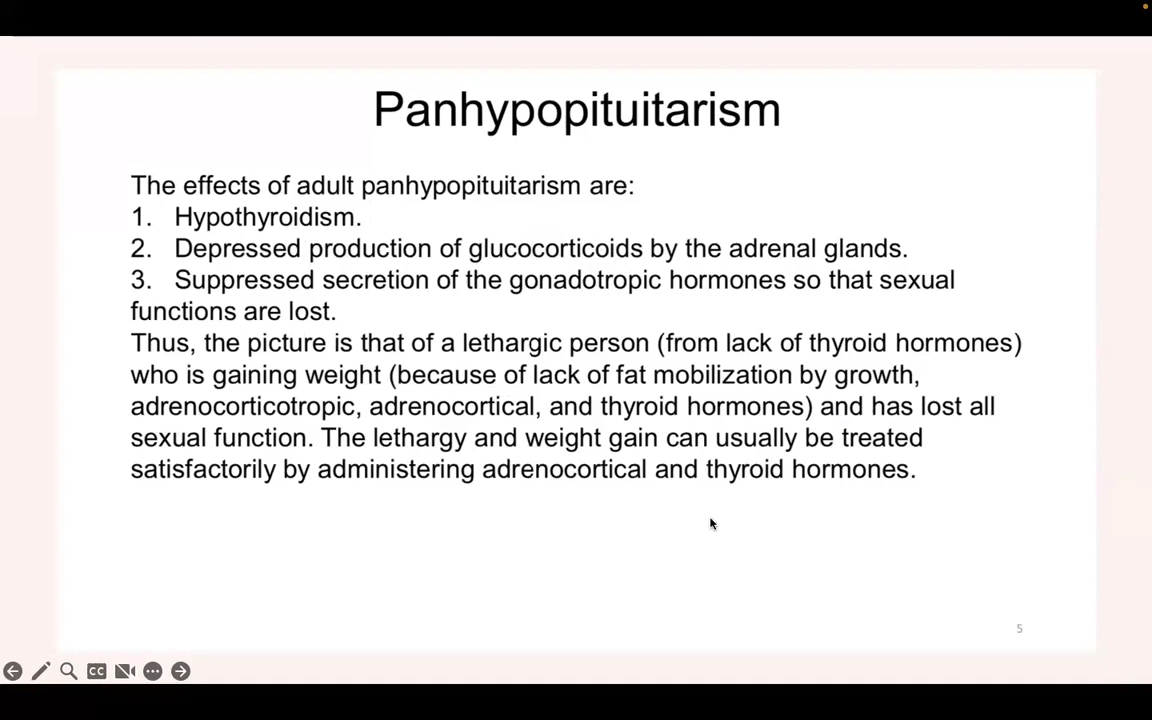 Panhypopituitarism
The effects of adult panhypopituitarism are:
1. Hypothyroidism.
2. Depressed production of glucocorticoids by the adrenal glands.
3. Suppressed secretion of the gonadotropic hormones so that sexual
functions are lost.
Thus, the picture is that of a lethargic person (from lack of thyroid hormones)
who is gaining weight (because of lack of fat mobilization by growth,
adrenocorticotropic, adrenocortical, and thyroid hormones) and has lost all
sexual function. The lethargy and weight gain can usually be treated
satisfactorily by administering adrenocortical and thyroid hormones.
5
CC